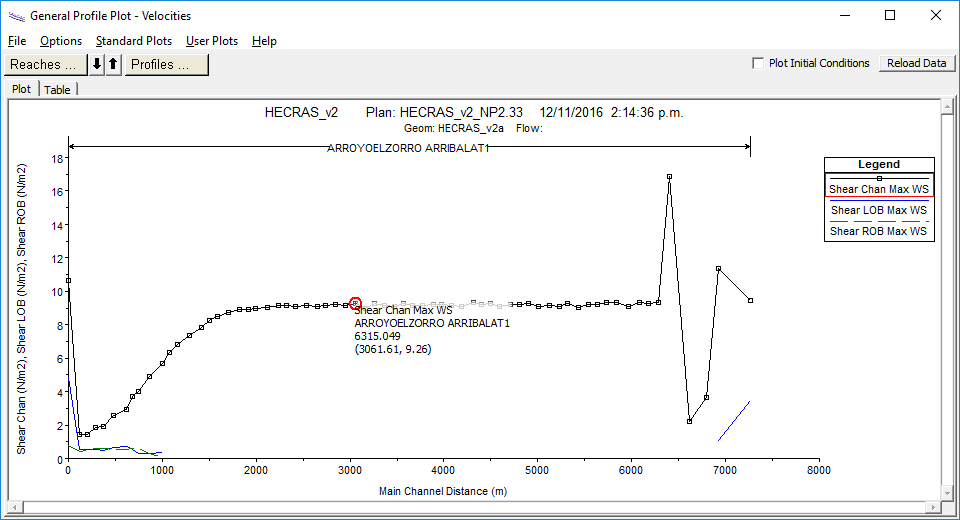 General Profile Plot - Velocities
File Options Standard Plots User Plots Help
Reaches ... Profiles ... Plot Initial Conditions Reload Data
Plot Table
HECRAS_v2 Plan: HECRAS_v2_NP2.33 12/11/2016 2:14:36 p.m.
Geom: HECRAS_v2a Flow:
ARROYOELZORRO ARRIBALAT1
Shear Chan (N/m2), Shear LOB (N/m2), Shear ROB (N/m2)
18
16
14
12
10
8
6
4
2
0
Shear Chan Max WS
ARROYOELZORRO ARRIBALAT1
6315.049
(3061.61, 9.26)
Legend
Shear Chan Max WS
Shear LOB Max WS
Shear ROB Max WS
0 1000 2000 3000 4000 5000 6000 7000 8000
Main Channel Distance (m)